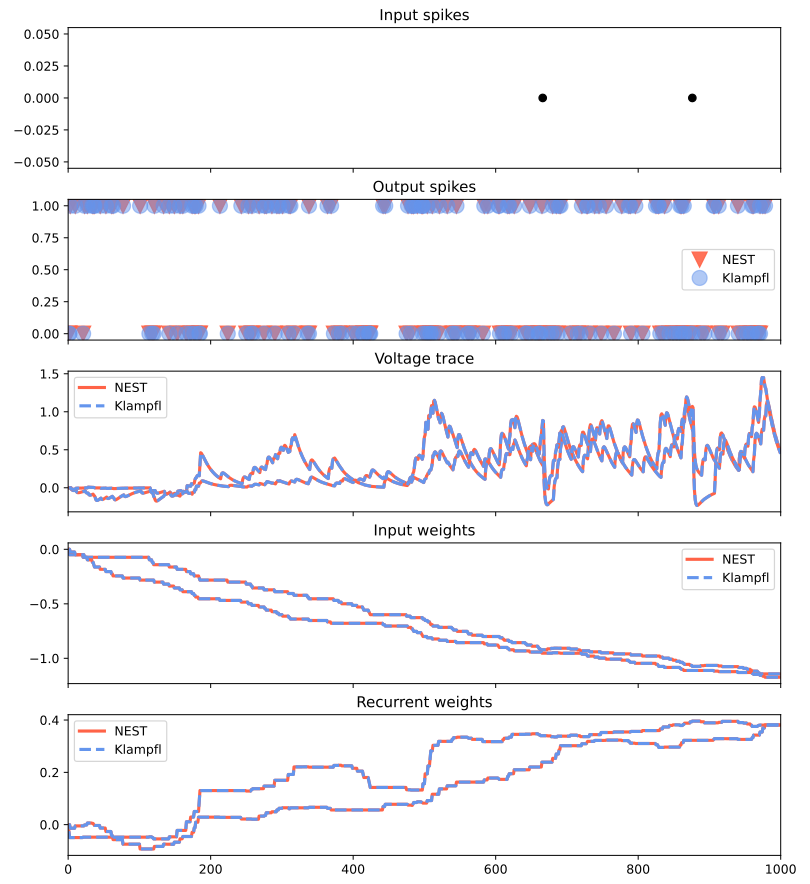 Input spikes
0.050
0.025
0.000
−0.025
−0.050
Output spikes
1.00
0.75
0.50
0.25
0.00
NEST
Klampfl
Voltage trace
1.5
1.0
0.5
0.0
NEST
Klampfl
Input weights
0.0
−0.5
−1.0
NEST
Klampfl
Recurrent weights
0.4
0.2
0.0
NEST
Klampfl
0 200 400 600 800 1000